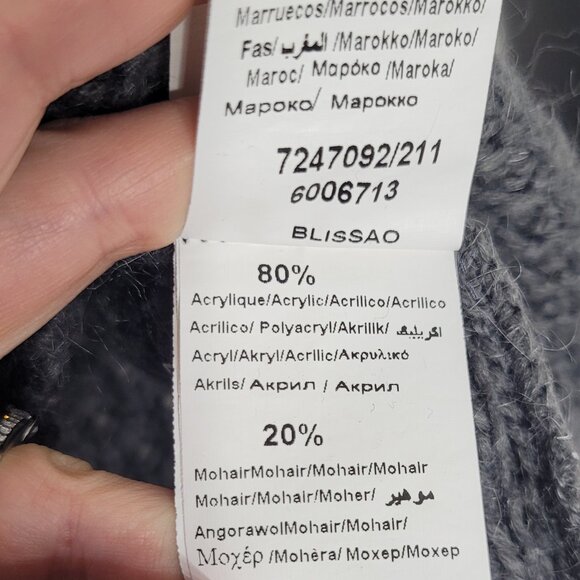 Marruecos/Marrocos/Marokko/
Fas/ المغرب /Marokko/Maroko/
Maroc/ Μαρόκο /Maroka/
Мароко/ Марокко
7247092/211
6006713
BLISSAO
80%
Acrylique/Acrylic/Acrilico/Acrilico
Acrilico/ Polyacryl/Akrilik/ اكريليك
Acryl/Akryl/Acrilic/Ακρυλικό
Akrils/ Акрил / Акрил
20%
MohairMohair/Mohair/Mohair
Mohair/Mohair/Moher/ موهير
AngorawolMohair/Mohair/
Μοχέρ /Mohèra/ Мохер/Мохер